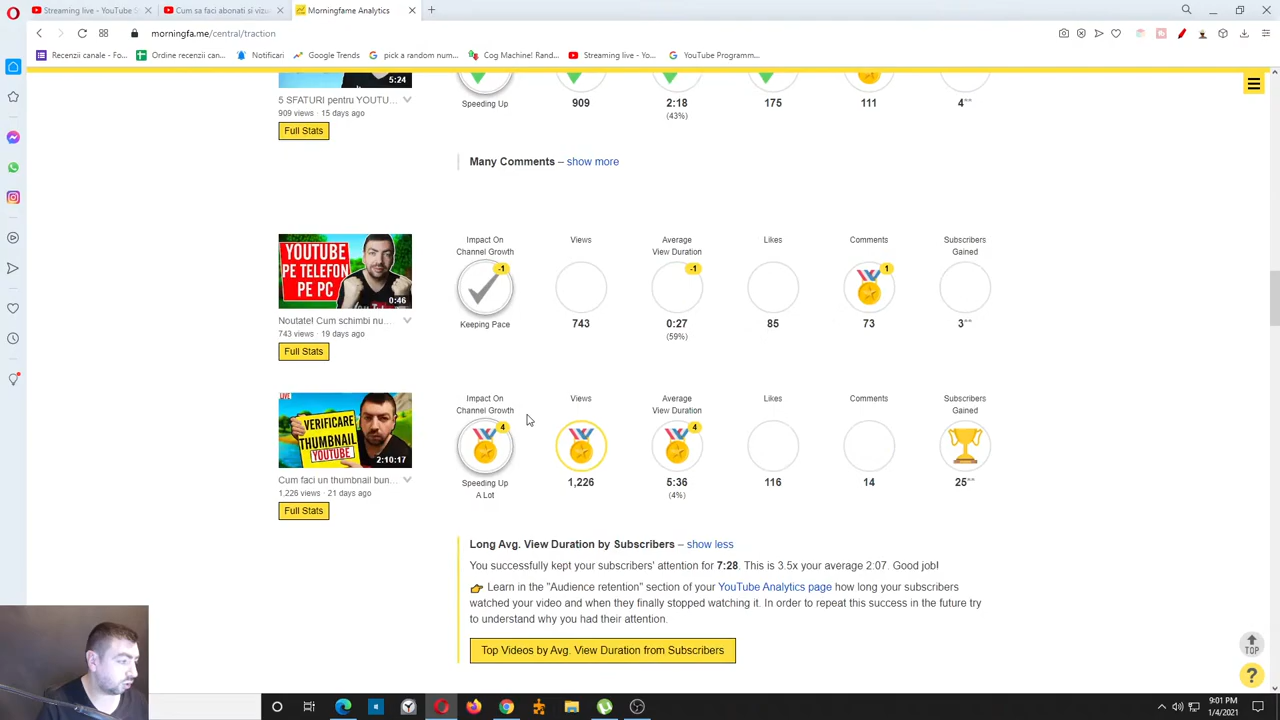 Streaming live - YouTube S
Cum sa faci abonati si vizua
Morningfame Analytics
morningfa.me/central/traction
Recenzii canale - Fo...
Ordine recenzii can...
Notificari
Google Trends
pick a random num...
Cog Machine! Rand...
Streaming live - Yo...
YouTube Programm...
5:24
5 SFATURI pentru YOUTU...
909 views · 15 days ago
Full Stats
Speeding Up
909
2:18
(43%)
175
111
4**
Many Comments – show more
YOUTUBE
PE TELEFON
PE PC
0:46
Noutate! Cum schimbi nu...
743 views · 19 days ago
Full Stats
Impact On
Channel Growth
Views
Average
View Duration
Likes
Comments
Subscribers
Gained
-1
-1
1
Keeping Pace
743
0:27
(59%)
85
73
3**
LIVE
VERIFICARE
THUMBNAIL
YOUTUBE
2:10:17
Cum faci un thumbnail bun...
1,226 views · 21 days ago
Full Stats
Impact On
Channel Growth
Views
Average
View Duration
Likes
Comments
Subscribers
Gained
4
4
Speeding Up
A Lot
1,226
5:36
(4%)
116
14
25**
Long Avg. View Duration by Subscribers – show less
You successfully kept your subscribers' attention for 7:28. This is 3.5x your average 2:07. Good job!
Learn in the "Audience retention" section of your YouTube Analytics page how long your subscribers
watched your video and when they finally stopped watching it. In order to repeat this success in the future try
to understand why you had their attention.
Top Videos by Avg. View Duration from Subscribers
TOP
?
9:01 PM
1/4/2021